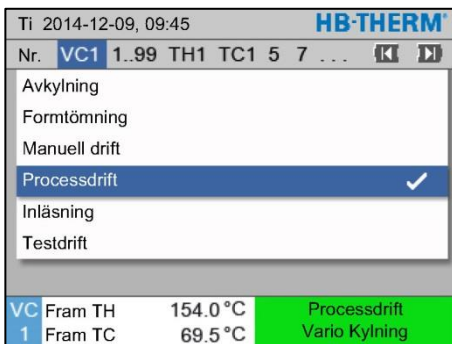 Ti 2014-12-09, 09:45 HB-THERM®
Nr. VC1 1..99 TH1 TC1 5 7 ...
Avkylning
Formtömning
Manuell drift
Processdrift
Inläsning
Testdrift
VC Fram TH 154.0 °C Processdrift
1 Fram TC 69.5 °C Vario Kylning